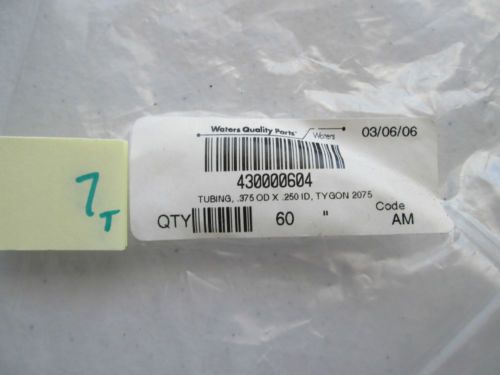 Waters Quality Parts
Waters
03/06/06
430000604
TUBING, .375 OD X .250 ID, TYGON 2075
QTY 60 " Code AM
7T